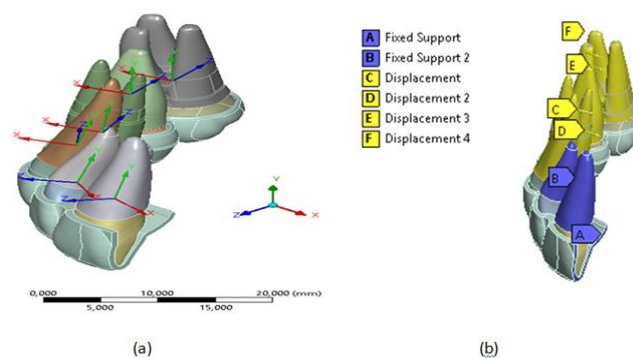 A Fixed Support
B Fixed Support 2
C Displacement
D Displacement 2
E Displacement 3
F Displacement 4
F
E
C
D
B
A
X
Y
Z
0,000 10,000 20,000 (mm)
5,000 15,000
(a) (b)